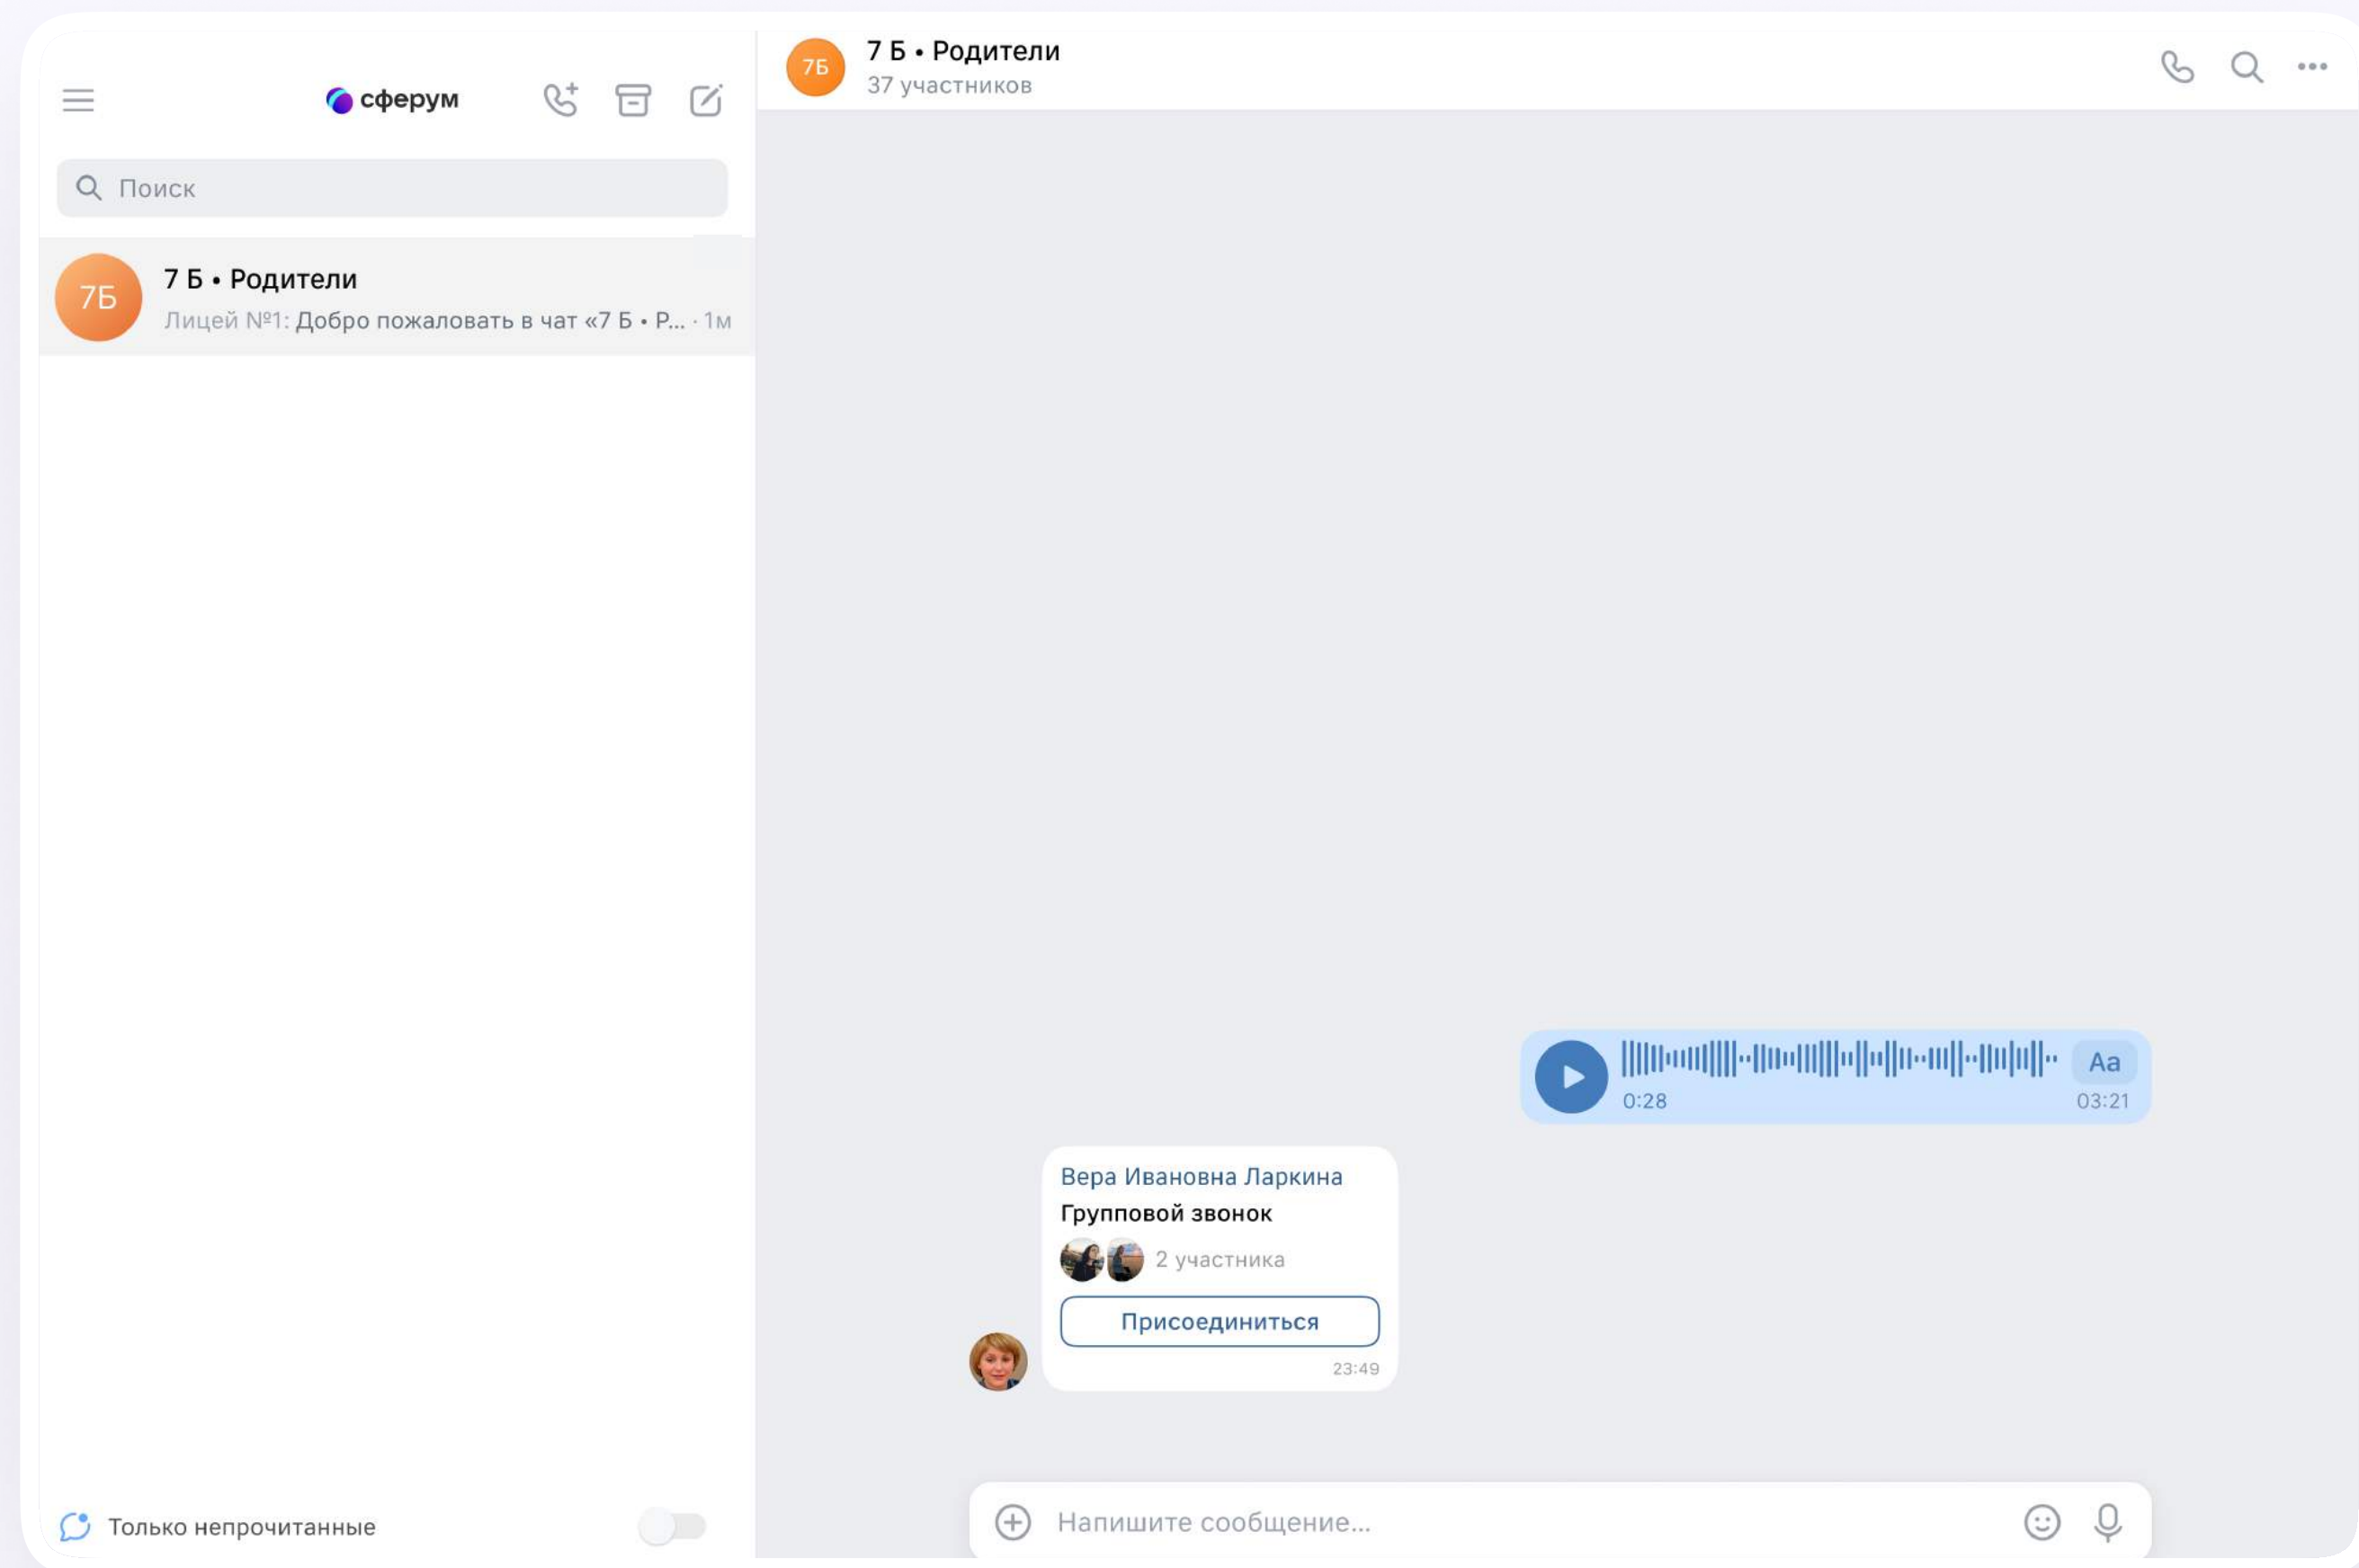 сферум
Поиск
7Б
7 Б • Родители
Лицей №1: Добро пожаловать в чат «7 Б • Р... · 1м
Только непрочитанные
7Б
7 Б • Родители
37 участников
Aa
0:28
03:21
Вера Ивановна Ларкина
Групповой звонок
2 участника
Присоединиться
23:49
Напишите сообщение...